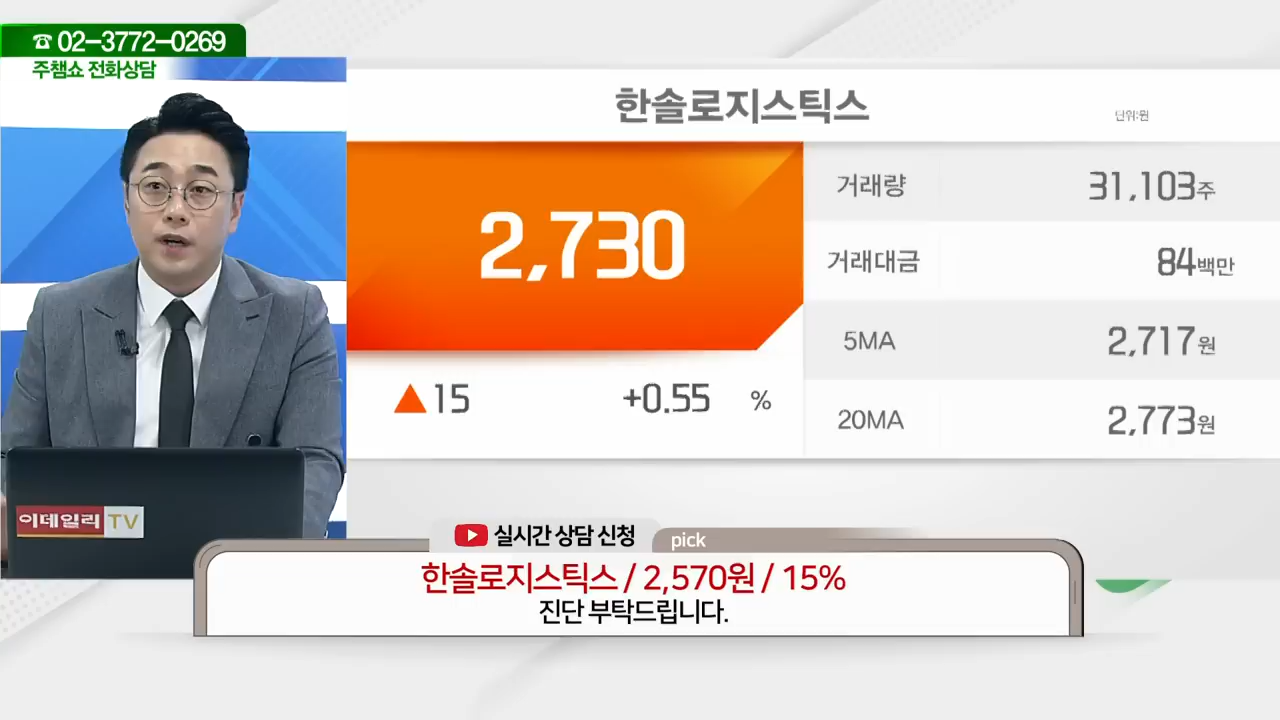 ☎ 02-3772-0269
주챔쇼 전화상담
한솔로지스틱스
단위:원
2,730
▲ 15 +0.55 %
거래량 31,103주
거래대금 84백만
5MA 2,717원
20MA 2,773원
이데일리 TV
실시간 상담 신청 pick
한솔로지스틱스 / 2,570원 / 15%
진단 부탁드립니다.